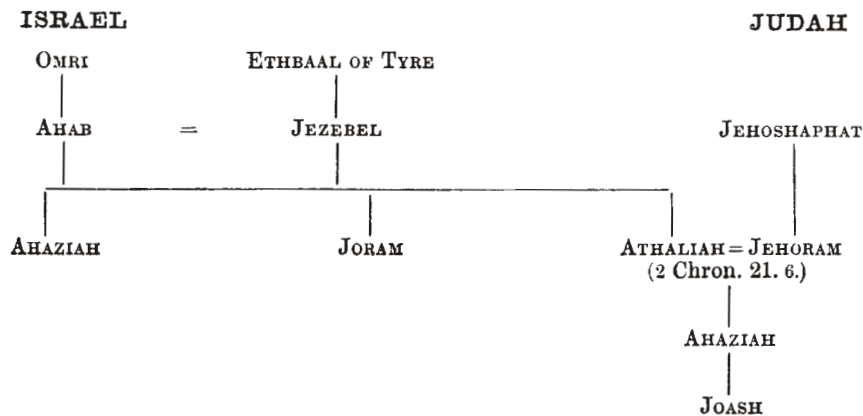 ISRAEL JUDAH
OMRI ETHBAAL OF TYRE
AHAB = JEZEBEL JEHOSHAPHAT
AHAZIAH JORAM ATHALIAH=JEHORAM
(2 Chron. 21. 6.)
AHAZIAH
JOASH